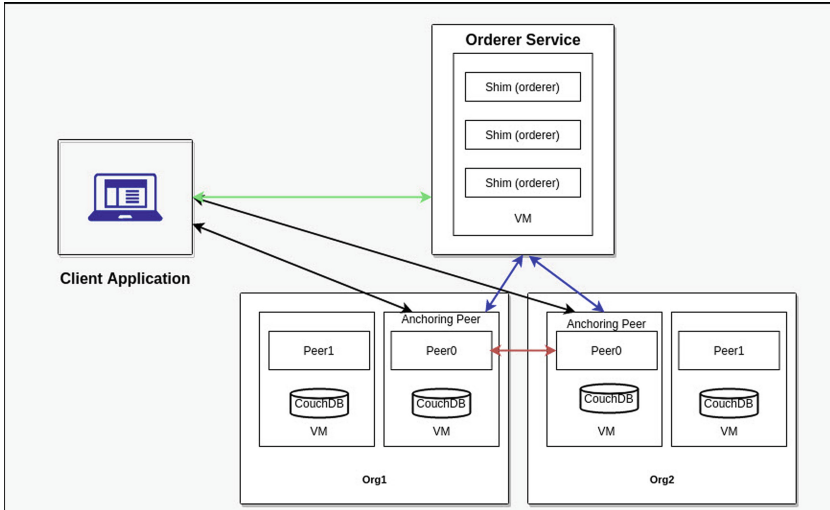 Orderer Service
Shim (orderer)
Shim (orderer)
Shim (orderer)
VM
Client Application
Anchoring Peer
Peer1
Peer0
CouchDB
CouchDB
VM
VM
Org1
Anchoring Peer
Peer0
Peer1
CouchDB
CouchDB
VM
VM
Org2